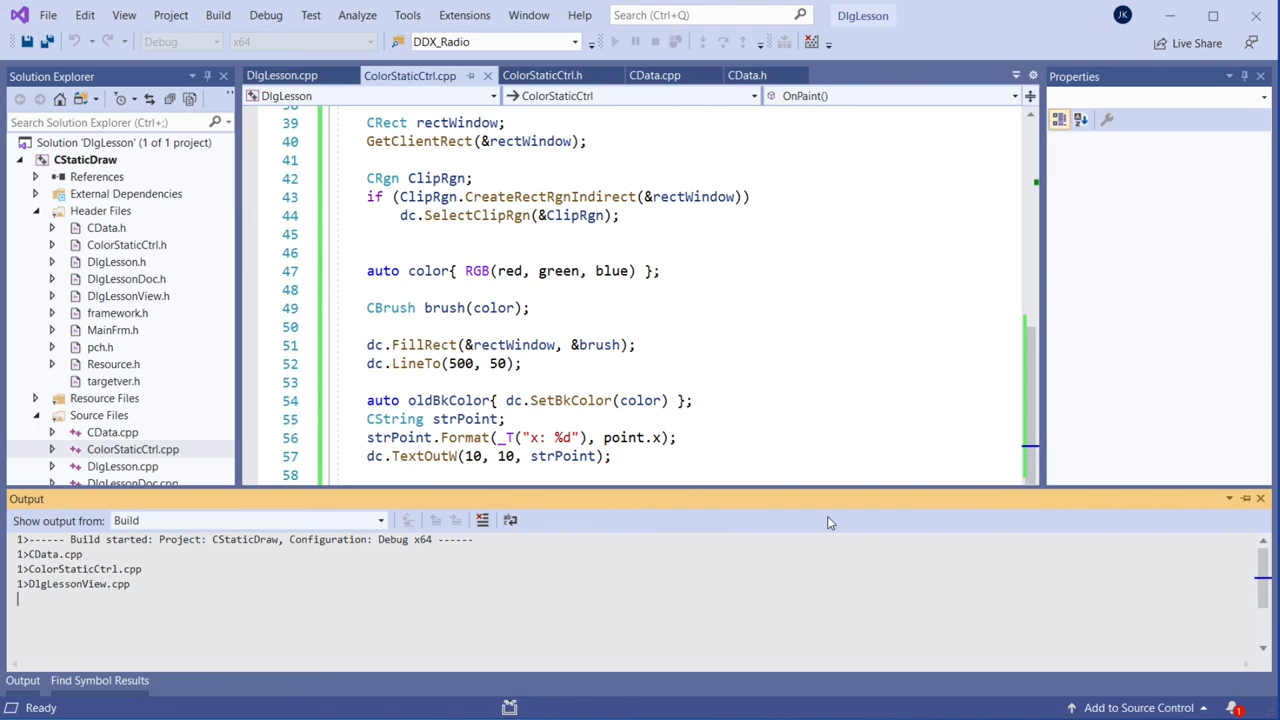 File Edit View Project Build Debug Test Analyze Tools Extensions Window Help Search (Ctrl+Q) DlgLesson JK
Debug x64 DDX_Radio Live Share
Solution Explorer
DlgLesson.cpp ColorStaticCtrl.cpp ColorStaticCtrl.h CData.cpp CData.h
Properties
DlgLesson ColorStaticCtrl OnPaint()
Search Solution Explorer (Ctrl+;)
Solution 'DlgLesson' (1 of 1 project)
CStaticDraw
References
External Dependencies
Header Files
CData.h
ColorStaticCtrl.h
DlgLesson.h
DlgLessonDoc.h
DlgLessonView.h
framework.h
MainFrm.h
pch.h
Resource.h
targetver.h
Resource Files
Source Files
CData.cpp
ColorStaticCtrl.cpp
DlgLesson.cpp
DlgLessonDoc.cpp
38
39 CRect rectWindow;
40 GetClientRect(&rectWindow);
41
42 CRgn ClipRgn;
43 if (ClipRgn.CreateRectRgnIndirect(&rectWindow))
44 dc.SelectClipRgn(&ClipRgn);
45
46
47 auto color{ RGB(red, green, blue) };
48
49 CBrush brush(color);
50
51 dc.FillRect(&rectWindow, &brush);
52 dc.LineTo(500, 50);
53
54 auto oldBkColor{ dc.SetBkColor(color) };
55 CString strPoint;
56 strPoint.Format(_T("x: %d"), point.x);
57 dc.TextOutW(10, 10, strPoint);
58
Output
Show output from: Build
1>------ Build started: Project: CStaticDraw, Configuration: Debug x64 ------
1>CData.cpp
1>ColorStaticCtrl.cpp
1>DlgLessonView.cpp
Output Find Symbol Results
Ready Add to Source Control 1